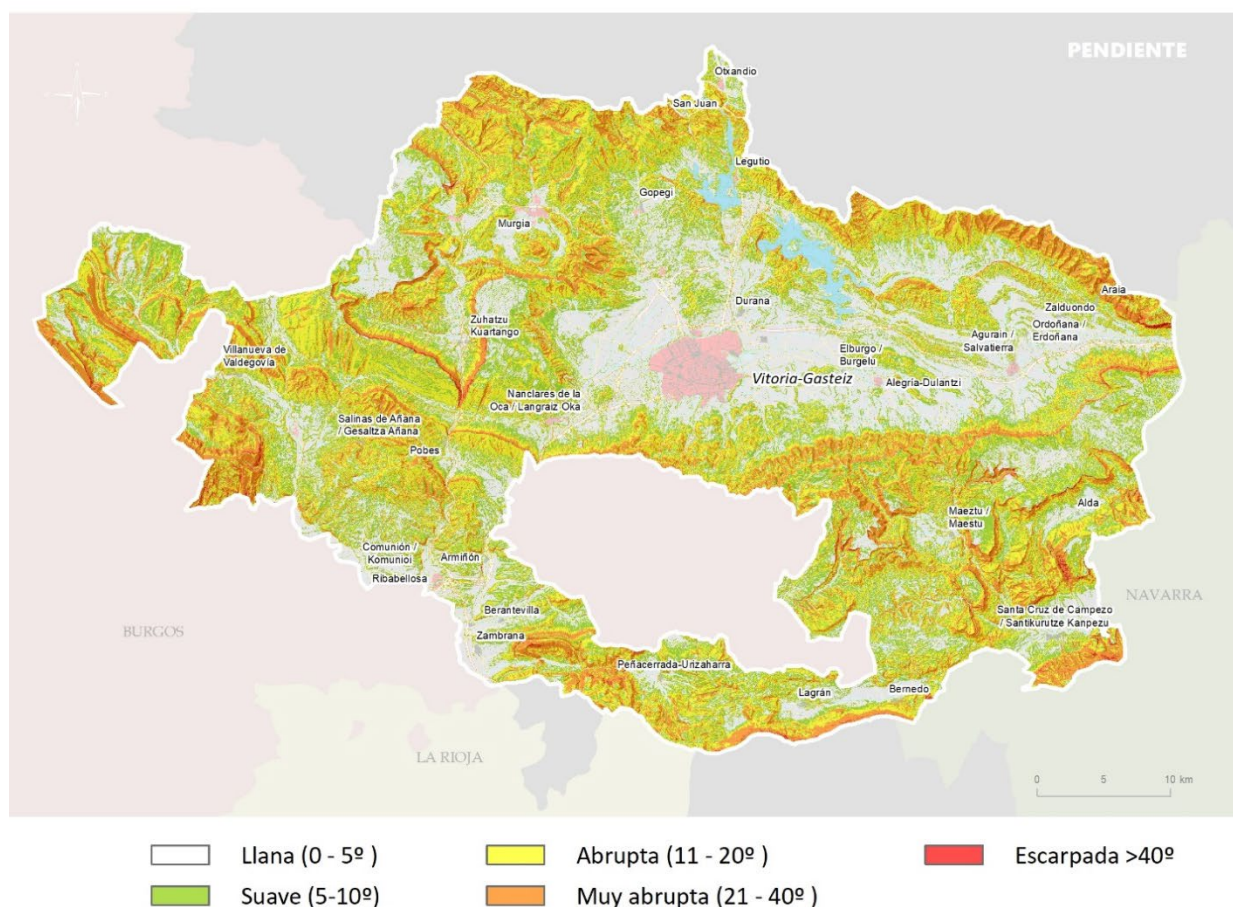 PENDIENTE
Otxandio
San Juan
Legutio
Gopegi
Murgia
Araia
Zalduondo
Durana
Ordoñana /
Erdoñana
Zuhatzu
Kuartango
Agurain /
Salvatierra
Elburgo /
Burgelu
Villanueva de
Valdegovía
Vitoria-Gasteiz
Alegría-Dulantzi
Nanclares de la
Oca / Langraiz Oka
Salinas de Añana
/ Gesaltza Añana
Pobes
Alda
Maeztu /
Maestu
Comunión /
Komunioi
Armiñón
Ribabellosa
NAVARRA
Berantevilla
Santa Cruz de Campezo
/ Santikurutze Kanpezu
BURGOS
Zambrana
Peñacerrada-Urizaharra
Lagrán
Bernedo
LA RIOJA
0 5 10 km
Llana (0 - 5º )
Abrupta (11 - 20º )
Escarpada >40º
Suave (5-10º)
Muy abrupta (21 - 40º )